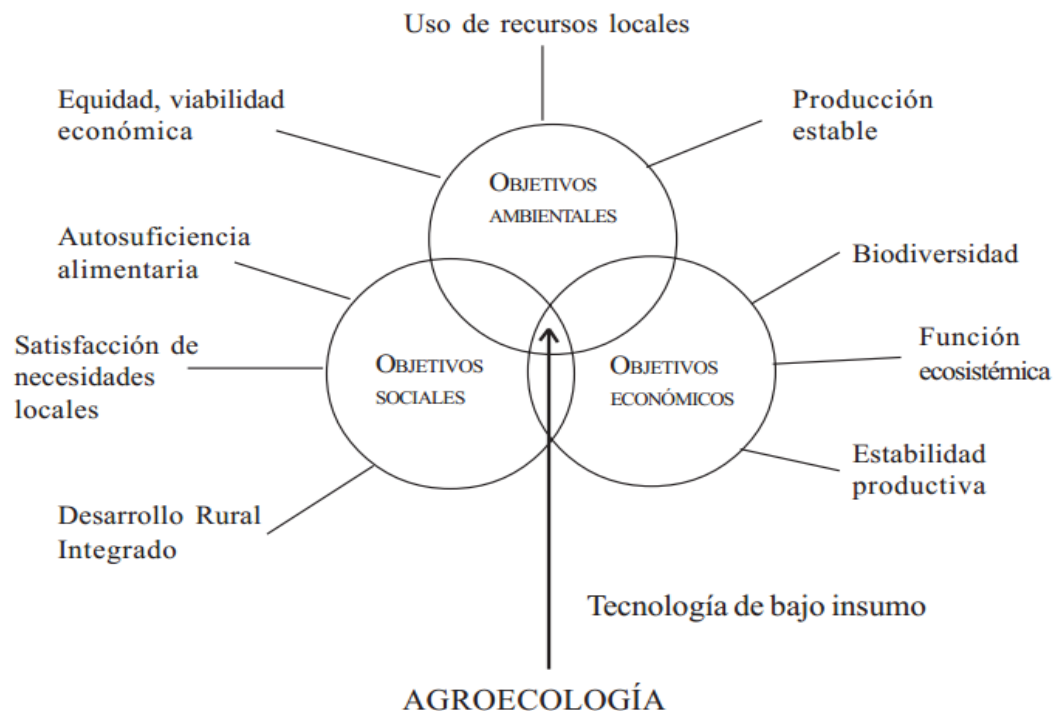 Uso de recursos locales
Equidad, viabilidad
económica
Producción
estable
OBJETIVOS
AMBIENTALES
Autosuficiencia
alimentaria
Biodiversidad
Satisfacción de
necesidades
locales
OBJETIVOS
SOCIALES
OBJETIVOS
ECONÓMICOS
Función
ecosistémica
Estabilidad
productiva
Desarrollo Rural
Integrado
Tecnología de bajo insumo
AGROECOLOGÍA